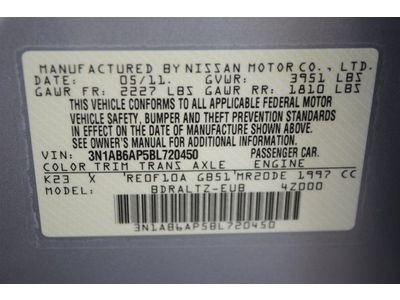 MANUFACTURED BY NISSAN MOTOR CO., LTD.
DATE: 05/11. GVWR: 3951 LBS
GAWR FR: 2227 LBS GAWR RR: 1810 LBS
THIS VEHICLE CONFORMS TO ALL APPLICABLE FEDERAL MOTOR
VEHICLE SAFETY, BUMPER AND THEFT PREVENTION STANDARDS
IN EFFECT ON THE DATE OF MANUFACTURE SHOWN ABOVE.
SEE OWNER'S MANUAL FOR ADDITIONAL INFORMATION.
VIN: 3N1AB6AP5BL720450 PASSENGER CAR.
COLOR TRIM TRANS AXLE ENGINE
K23 X RE0F10A GB51 MR20DE 1997 CC
MODEL: BDRALTZ-EUB 4Z000
3N1AB6AP5BL720450